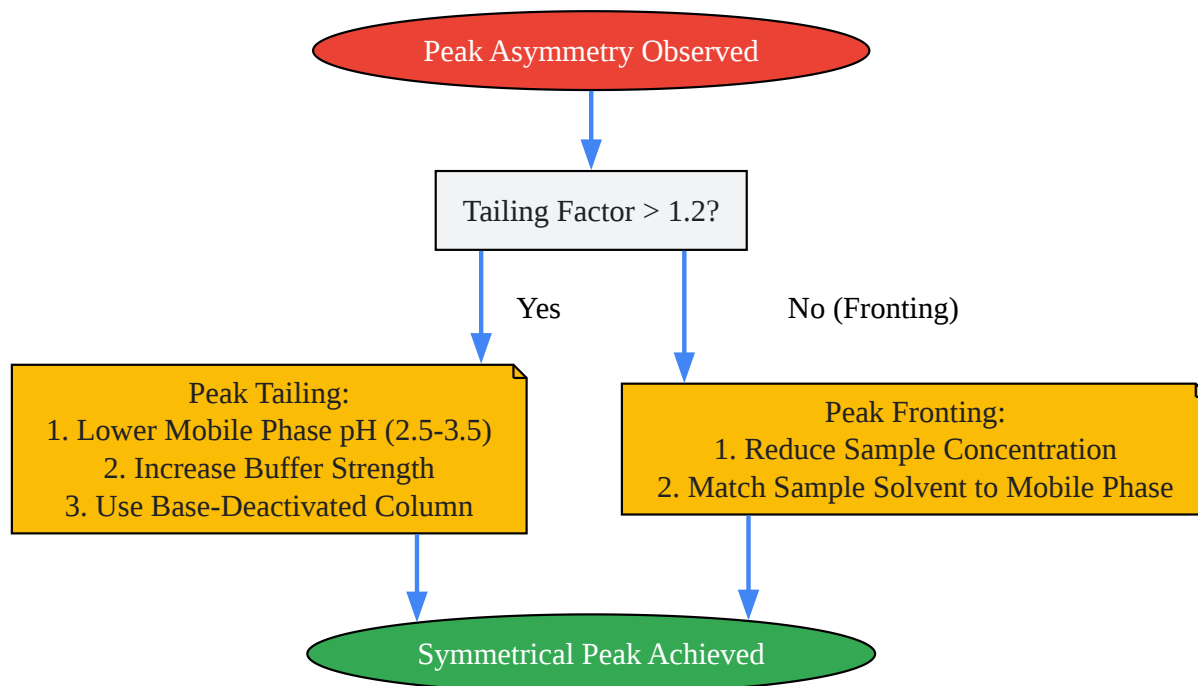 Peak Asymmetry Observed
Tailing Factor > 1.2?
Yes
No (Fronting)
Peak Tailing:
1. Lower Mobile Phase pH (2.5-3.5)
2. Increase Buffer Strength
3. Use Base-Deactivated Column
Peak Fronting:
1. Reduce Sample Concentration
2. Match Sample Solvent to Mobile Phase
Symmetrical Peak Achieved